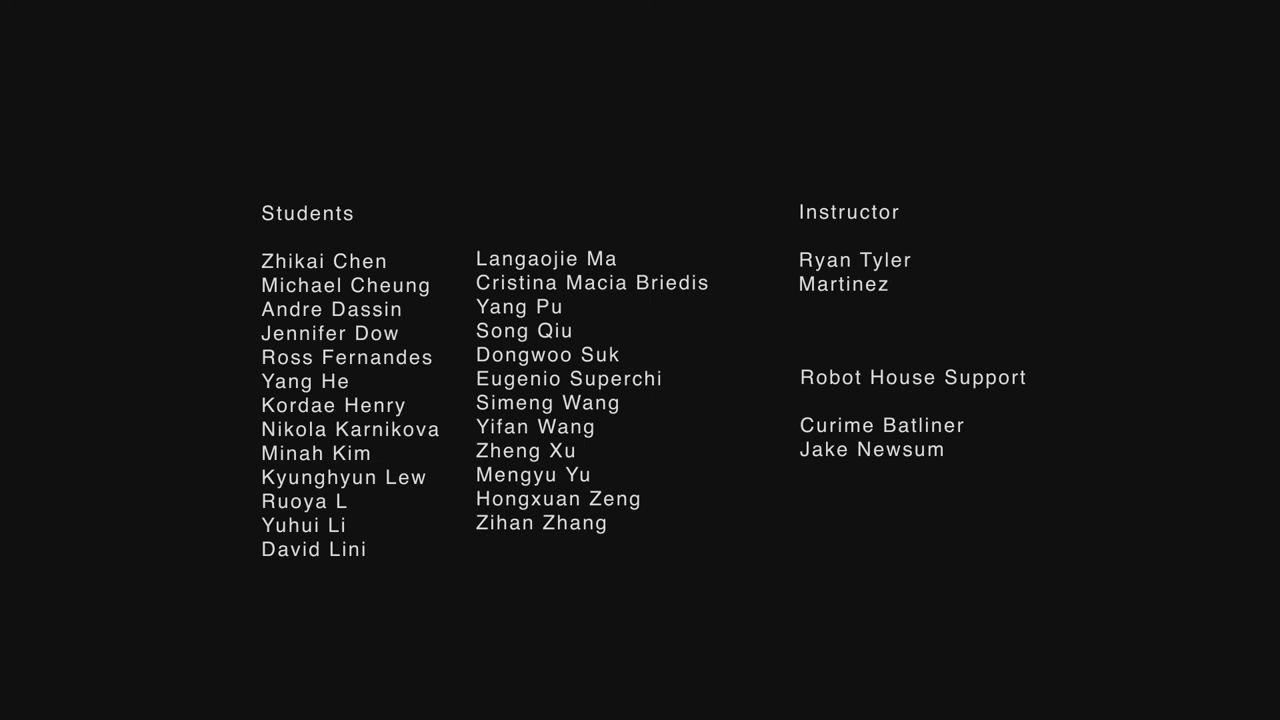 Students
Zhikai Chen
Michael Cheung
Andre Dassin
Jennifer Dow
Ross Fernandes
Yang He
Kordae Henry
Nikola Karnikova
Minah Kim
Kyunghyun Lew
Ruoya L
Yuhui Li
David Lini
Langaojie Ma
Cristina Macia Briedis
Yang Pu
Song Qiu
Dongwoo Suk
Eugenio Superchi
Simeng Wang
Yifan Wang
Zheng Xu
Mengyu Yu
Hongxuan Zeng
Zihan Zhang
Instructor
Ryan Tyler
Martinez
Robot House Support
Curime Batliner
Jake Newsum